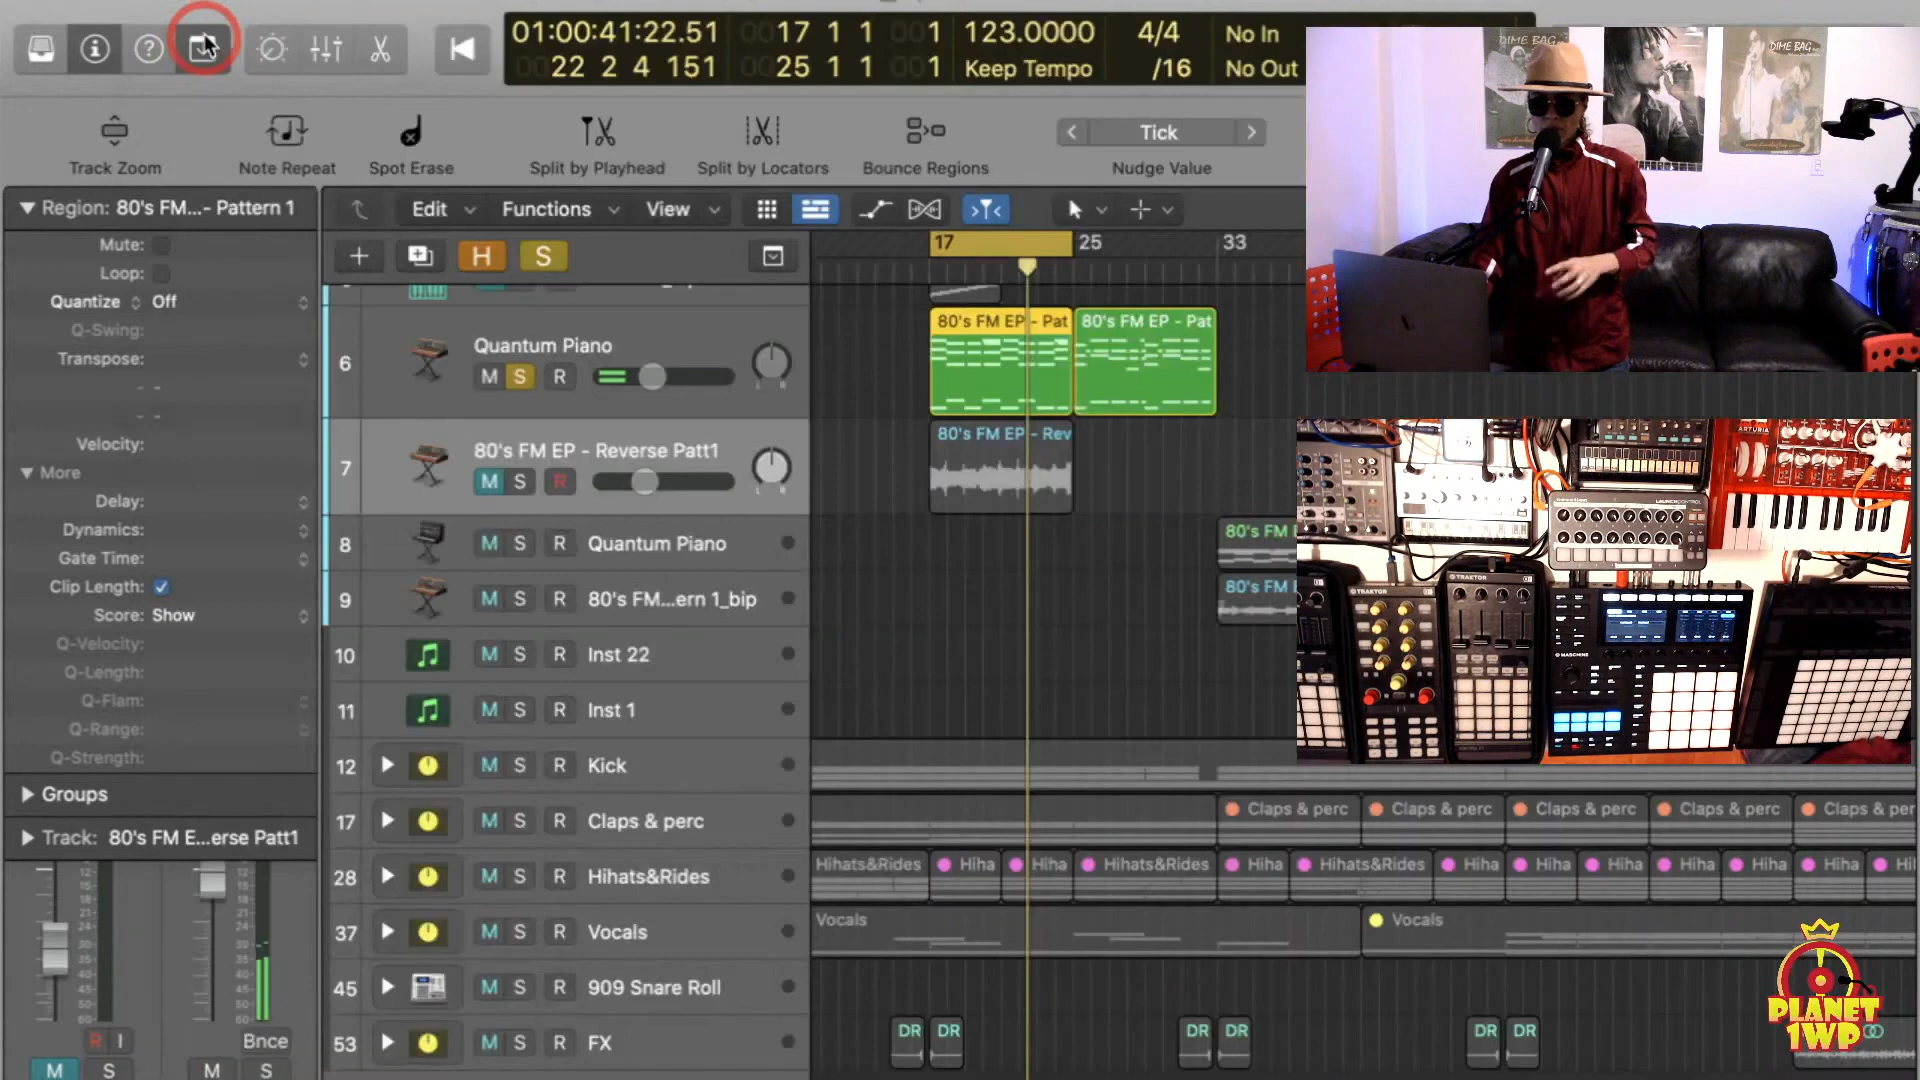 01:00:41:22.51
22 2 4 151
17 1 1 1
25 1 1 1
123.0000
Keep Tempo
4/4
/16
No In
No Out
Track Zoom
Note Repeat
Spot Erase
Split by Playhead
Split by Locators
Bounce Regions
Tick
Nudge Value
Region: 80's FM...- Pattern 1
Mute:
Loop:
Quantize Off
Q-Swing:
Transpose:
Velocity:
More
Delay:
Dynamics:
Gate Time:
Clip Length:
Score: Show
Q-Velocity:
Q-Length:
Q-Flam:
Q-Range:
Q-Strength:
Groups
Track: 80's FM E...erse Patt1
R I
Bnce
M S M S
Edit Functions View
H S
17 25 33
6 Quantum Piano
M S R
80's FM EP - Pat
80's FM EP - Pat
7 80's FM EP - Reverse Patt1
M S R
80's FM EP - Rev
8 M S R Quantum Piano
80's FM
9 M S R 80's FM...ern 1_bip
80's FM
10 M S R Inst 22
11 M S R Inst 1
12 M S R Kick
17 M S R Claps & perc
Claps & perc Claps & perc Claps & perc Claps & perc Claps & per
28 M S R Hihats&Rides
Hihats&Rides Hiha Hiha Hihats&Rides Hiha Hihats&Rides Hiha Hiha Hiha Hiha Hiha Hiha Hi
37 M S R Vocals
Vocals Vocals
45 M S R 909 Snare Roll
53 M S R FX
DR DR DR DR DR DR
DIME BAG
DIME BAG
ARTURIA
TRAKTOR
TRAKTOR
MASCHINE
PLANET
1WP